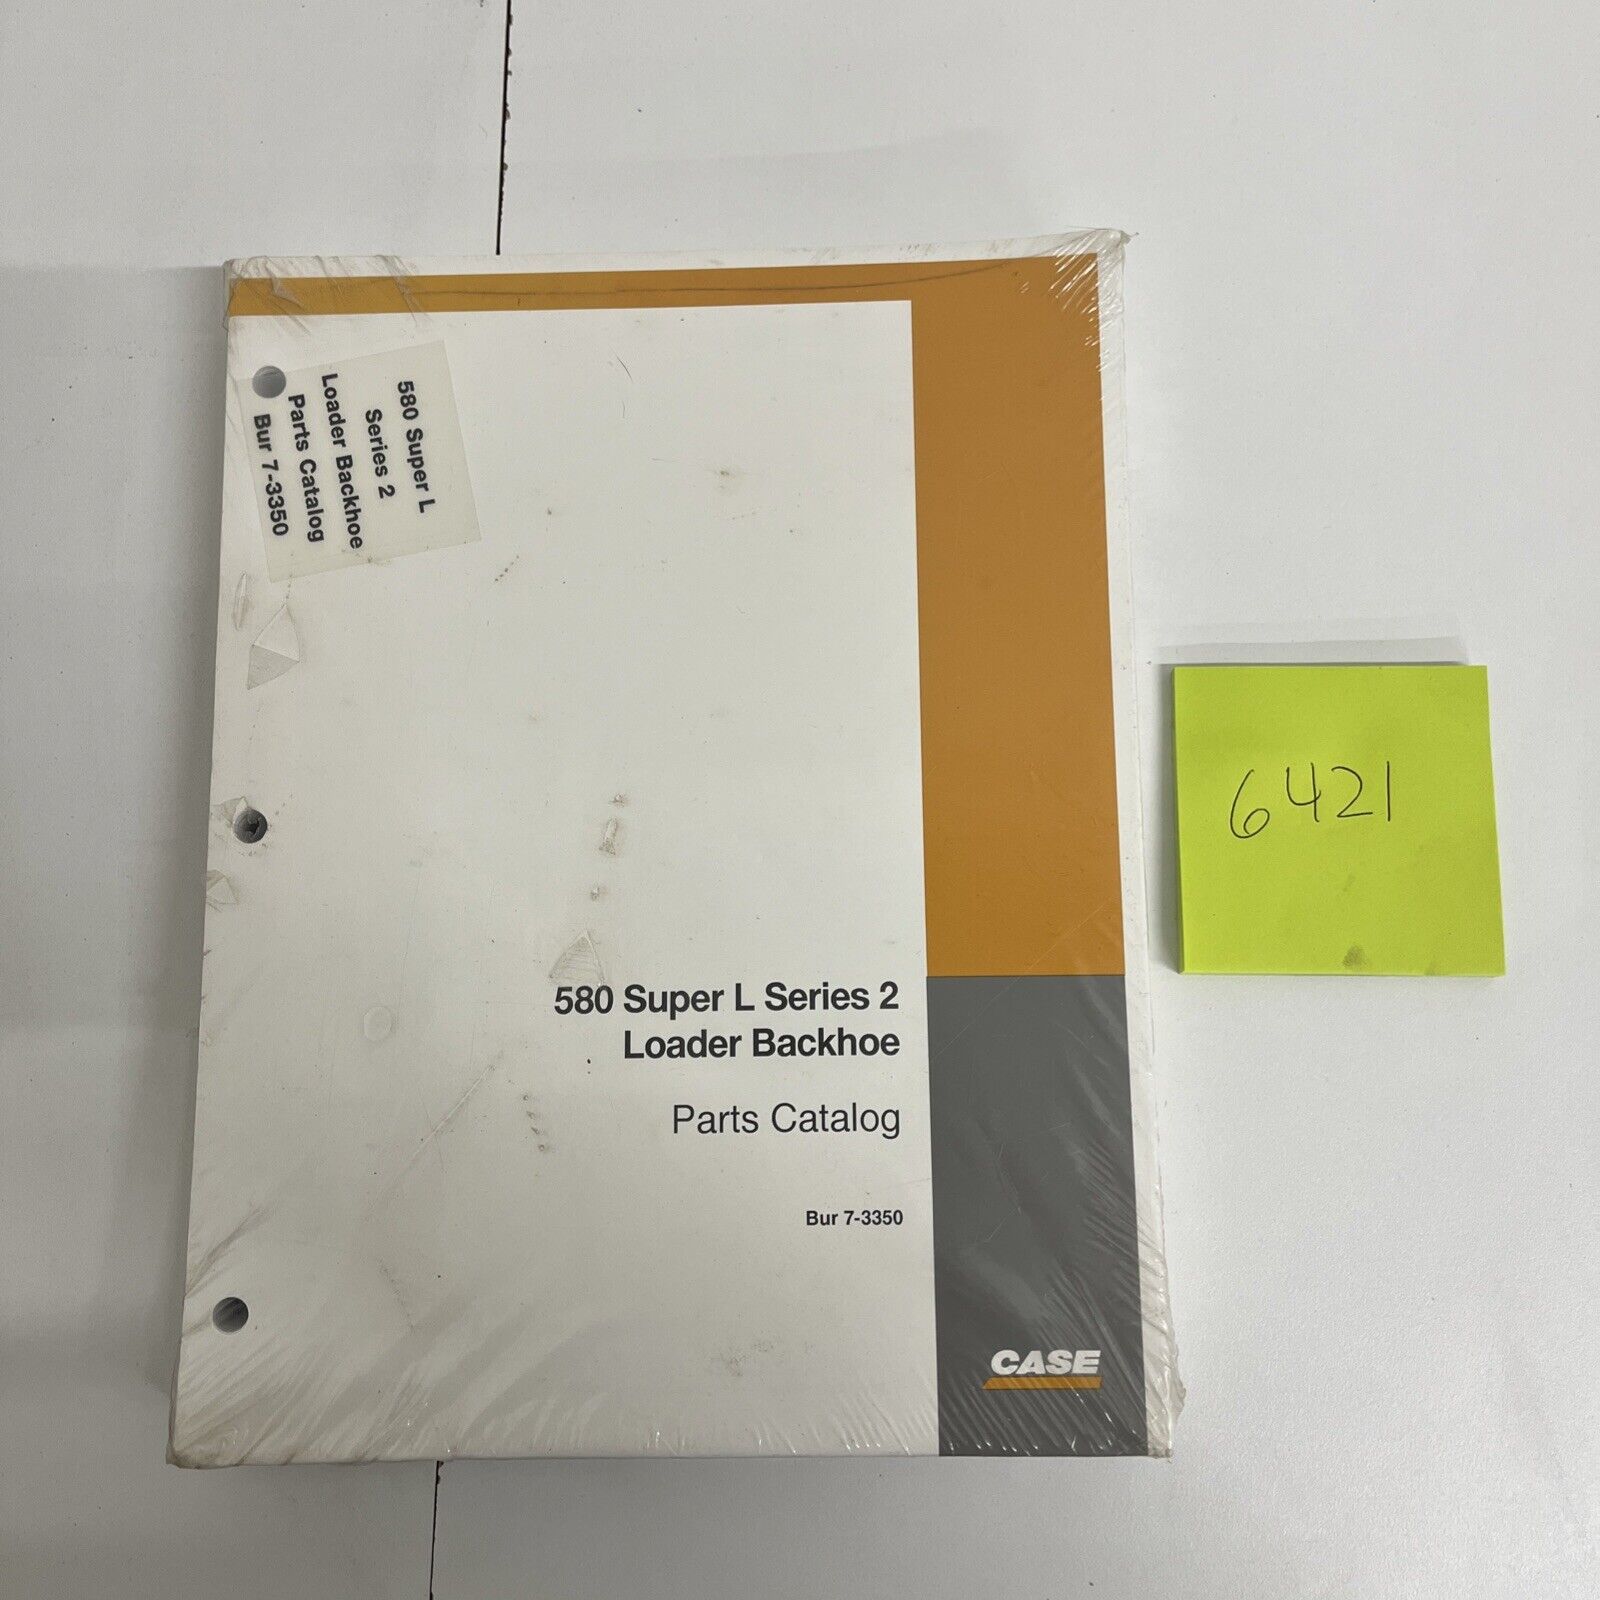 580 Super L
Series 2
Loader Backhoe
Parts Catalog
Bur 7-3350
580 Super L Series 2
Loader Backhoe
Parts Catalog
Bur 7-3350
CASE
6421